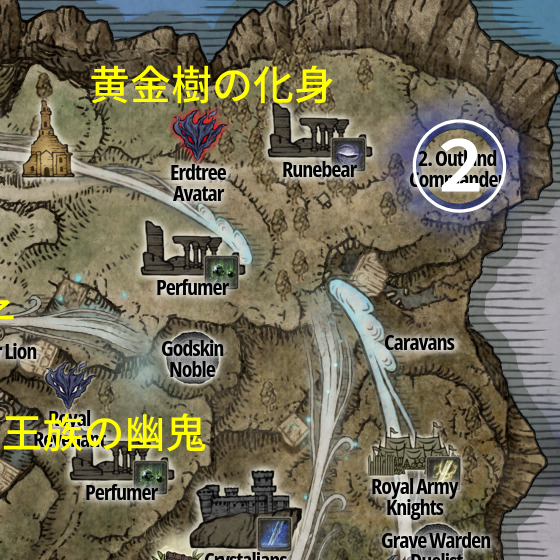 黄金樹の化身
Erdtree
Avatar
Runebear
2. Outland
Commander
2
Perfumer
Lion
Godskin
Noble
Caravans
Royal
Revenant
王族の幽鬼
Perfumer
Royal Army
Knights
Crystalians
Grave Warden
Duelist